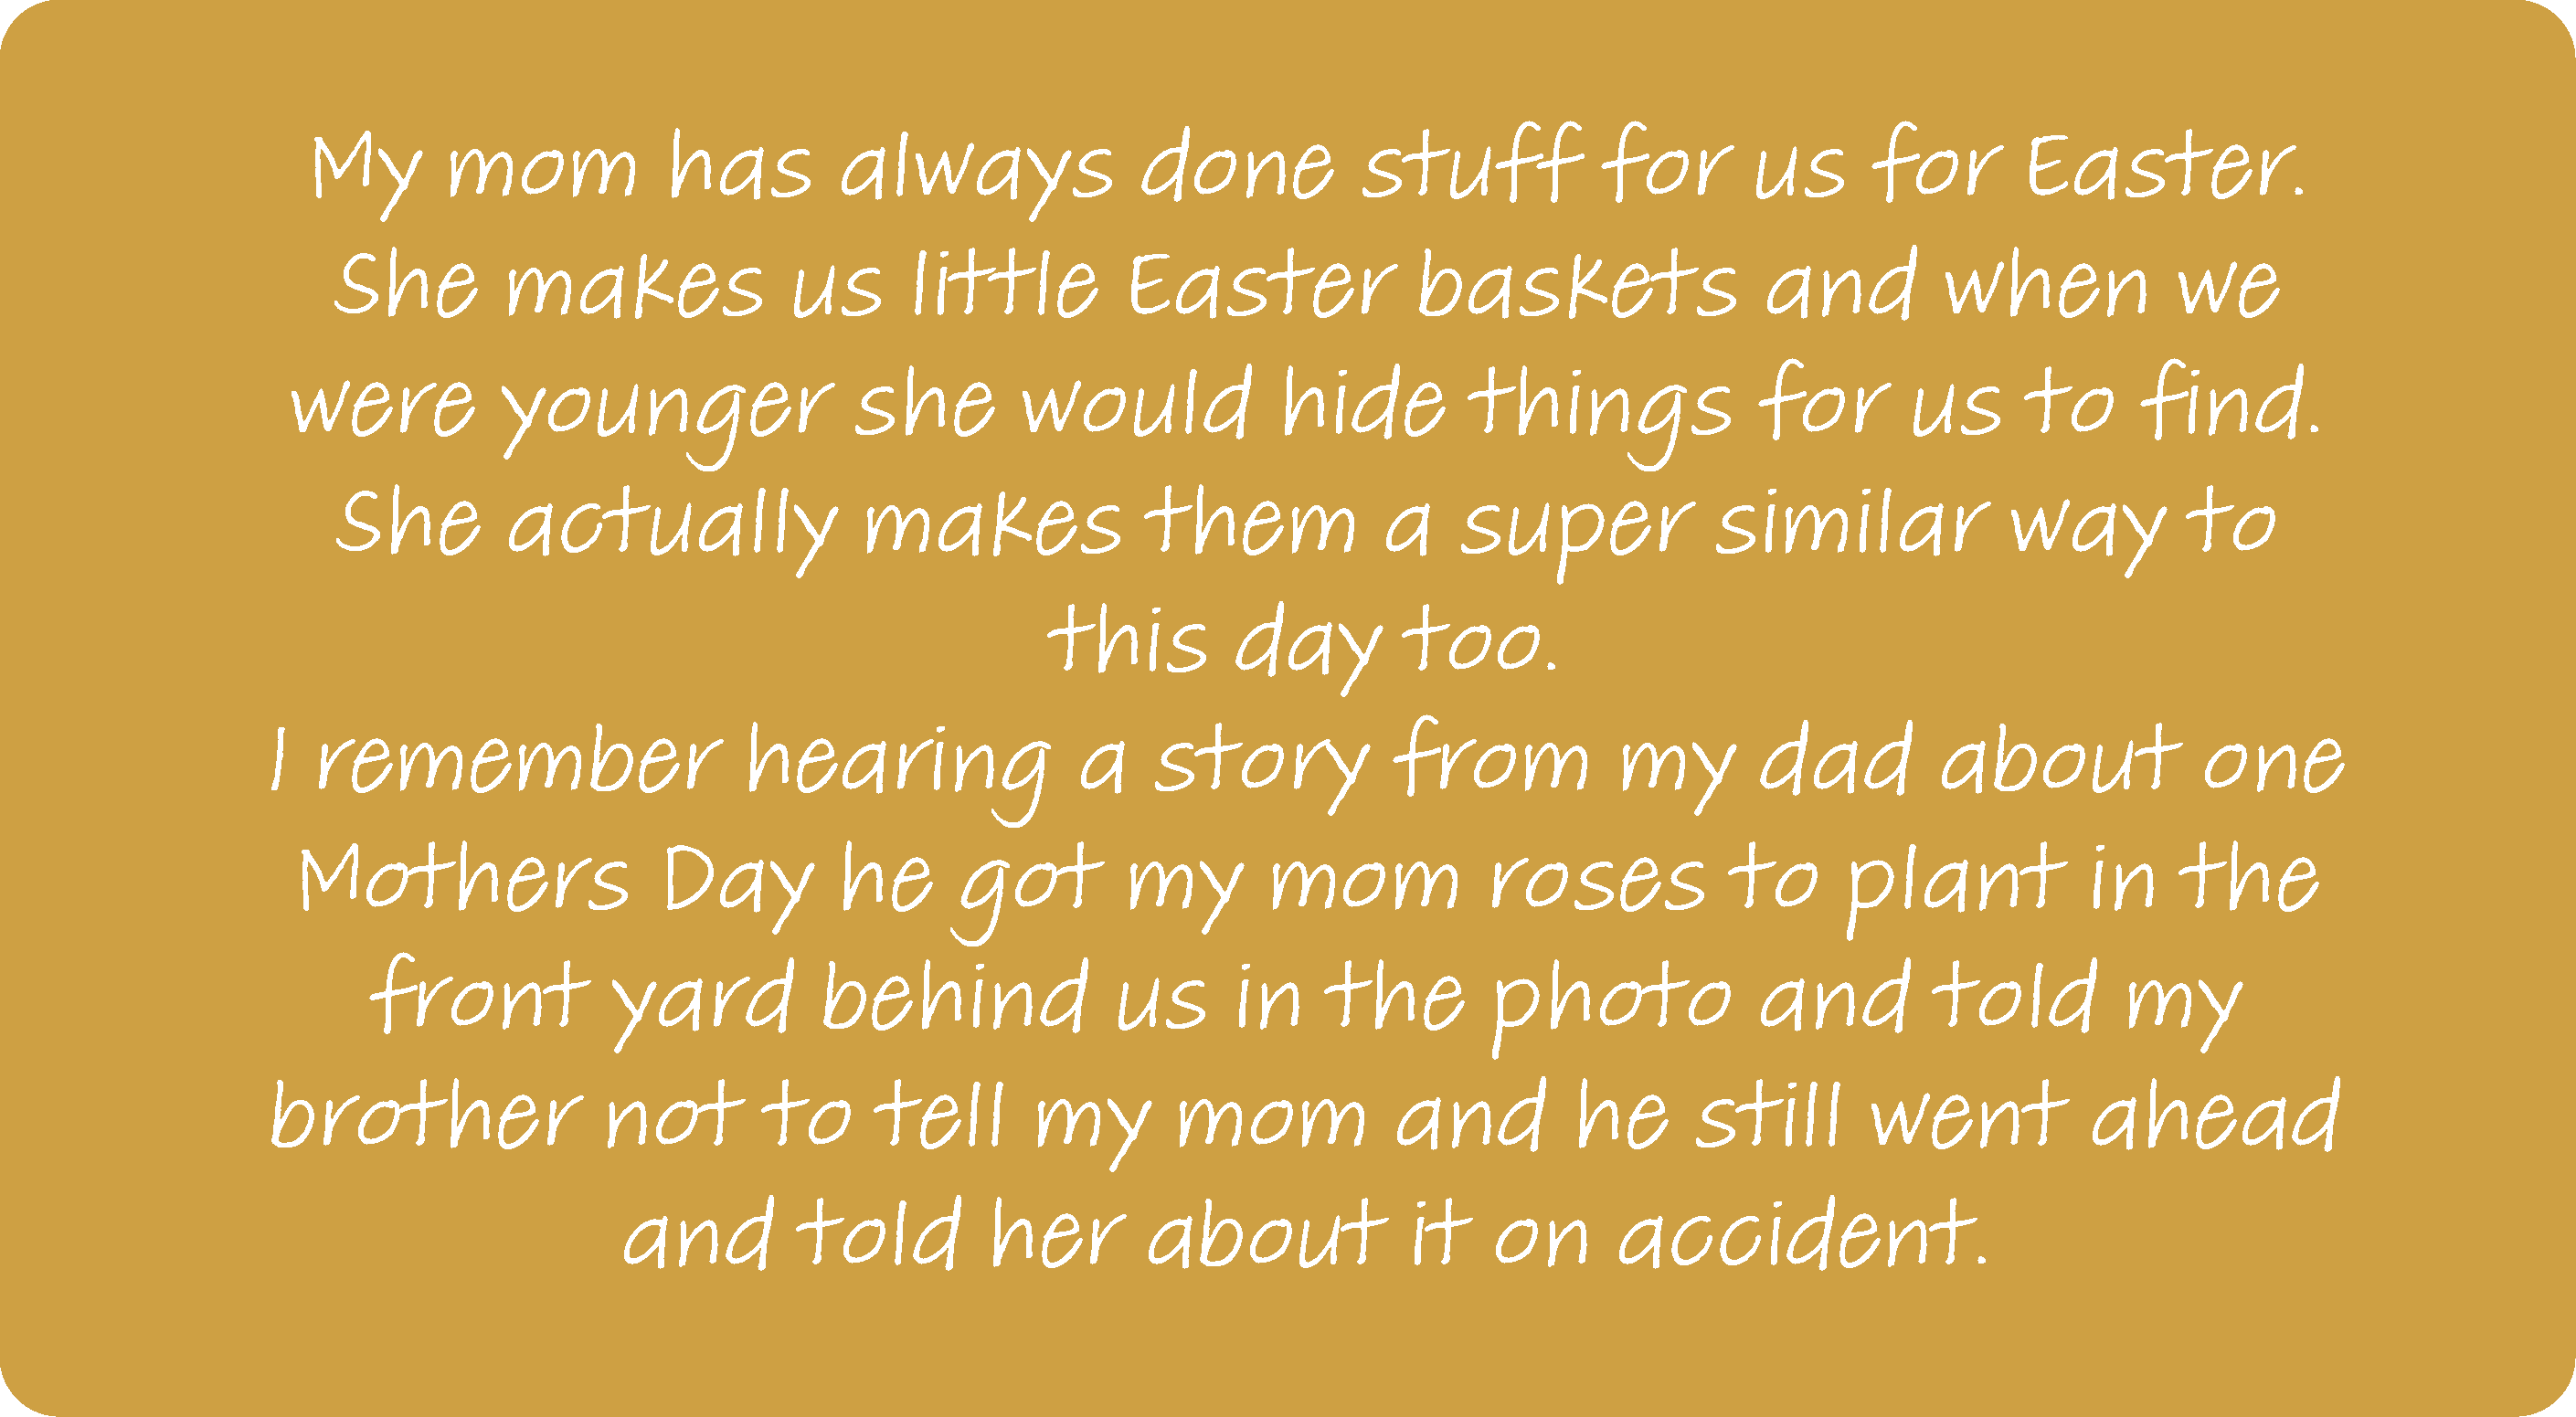 My mom has always done stuff for us for Easter.
She makes us little Easter baskets and when we
were younger she would hide things for us to find.
She actually makes them a super similar way to
this day too.
I remember hearing a story from my dad about one
Mothers Day he got my mom roses to plant in the
front yard behind us in the photo and told my
brother not to tell my mom and he still went ahead
and told her about it on accident.